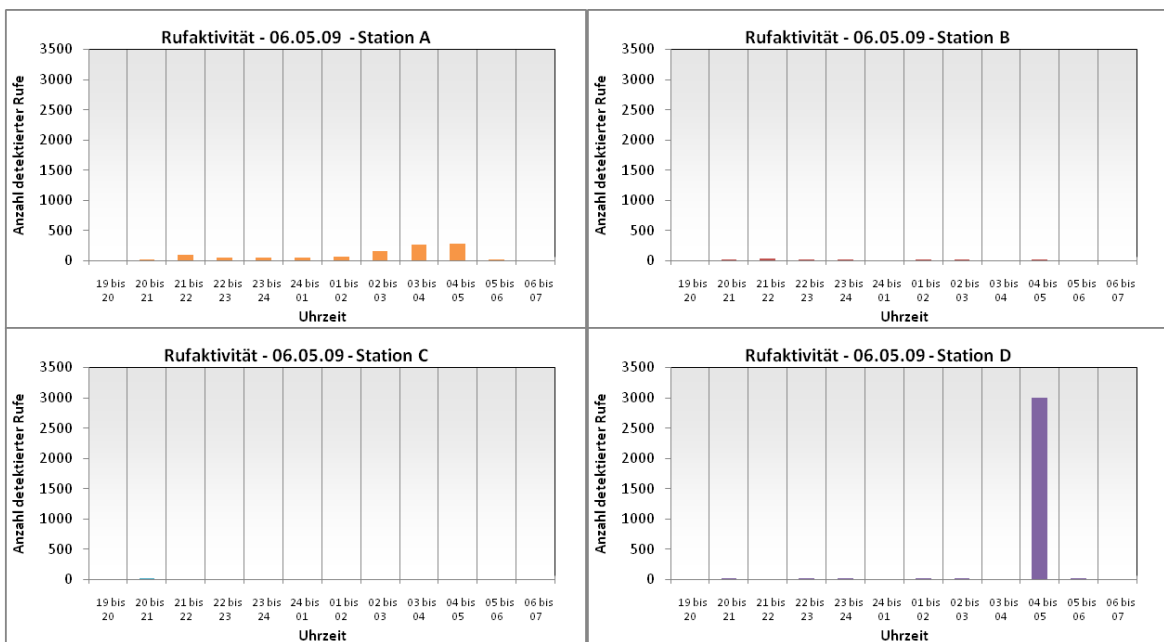 Rufaktivität - 06.05.09 - Station A
Anzahl detektierter Rufe
3500
3000
2500
2000
1500
1000
500
0
19 bis 20 bis 21 bis 22 bis 23 bis 24 bis 01 bis 02 bis 03 bis 04 bis 05 bis 06 bis
20 21 22 23 24 01 02 03 04 05 06 07
Uhrzeit
Rufaktivität - 06.05.09 - Station B
Anzahl detektierter Rufe
3500
3000
2500
2000
1500
1000
500
0
19 bis 20 bis 21 bis 22 bis 23 bis 24 bis 01 bis 02 bis 03 bis 04 bis 05 bis 06 bis
20 21 22 23 24 01 02 03 04 05 06 07
Uhrzeit
Rufaktivität - 06.05.09 - Station C
Anzahl detektierter Rufe
3500
3000
2500
2000
1500
1000
500
0
19 bis 20 bis 21 bis 22 bis 23 bis 24 bis 01 bis 02 bis 03 bis 04 bis 05 bis 06 bis
20 21 22 23 24 01 02 03 04 05 06 07
Uhrzeit
Rufaktivität - 06.05.09 - Station D
Anzahl detektierter Rufe
3500
3000
2500
2000
1500
1000
500
0
19 bis 20 bis 21 bis 22 bis 23 bis 24 bis 01 bis 02 bis 03 bis 04 bis 05 bis 06 bis
20 21 22 23 24 01 02 03 04 05 06 07
Uhrzeit